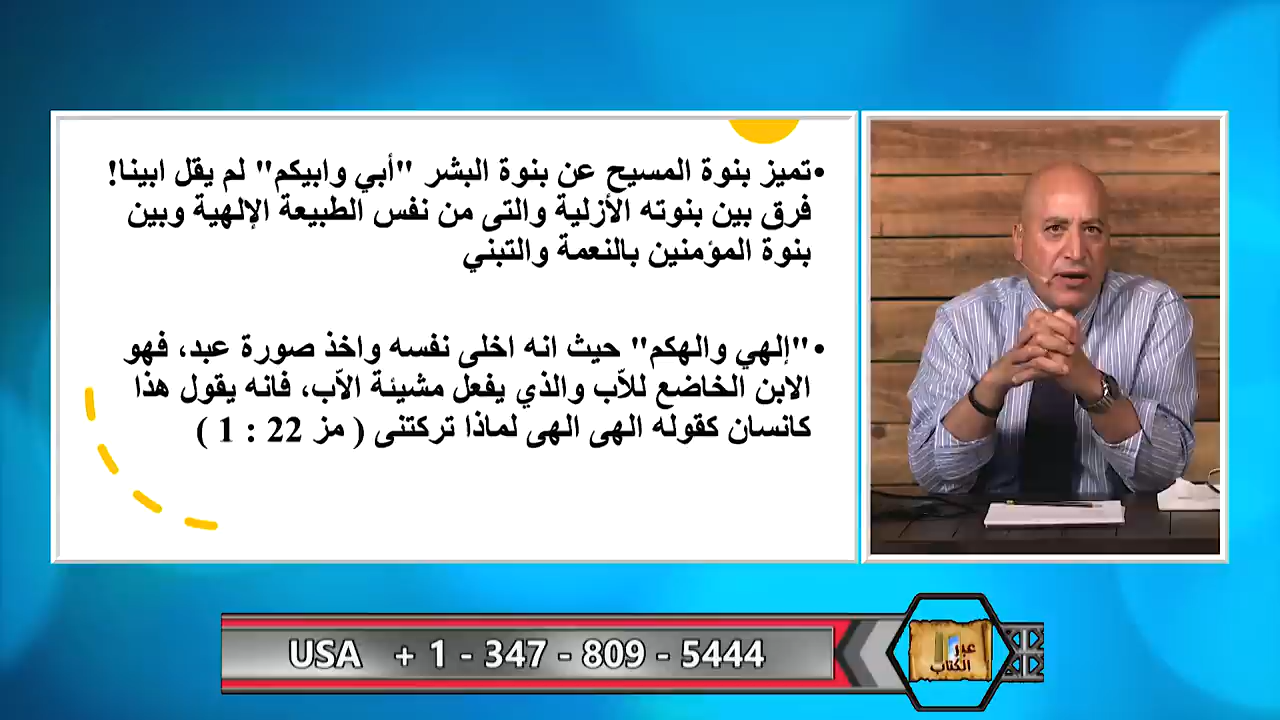 •تميز بنوة المسيح عن بنوة البشر "أبي وابيكم" لم يقل ابينا!
فرق بين بنوته الأزلية والتى من نفس الطبيعة الإلهية وبين
بنوة المؤمنين بالنعمة والتبني
•"إلهي والهكم" حيث انه اخلى نفسه واخذ صورة عبد، فهو
الابن الخاضع للآب والذي يفعل مشيئة الآب، فانه يقول هذا
كانسان كقوله الهى الهى لماذا تركتنى ( مز 22 : 1 )
USA + 1 - 347 - 809 - 5444
عبر
الكتاب